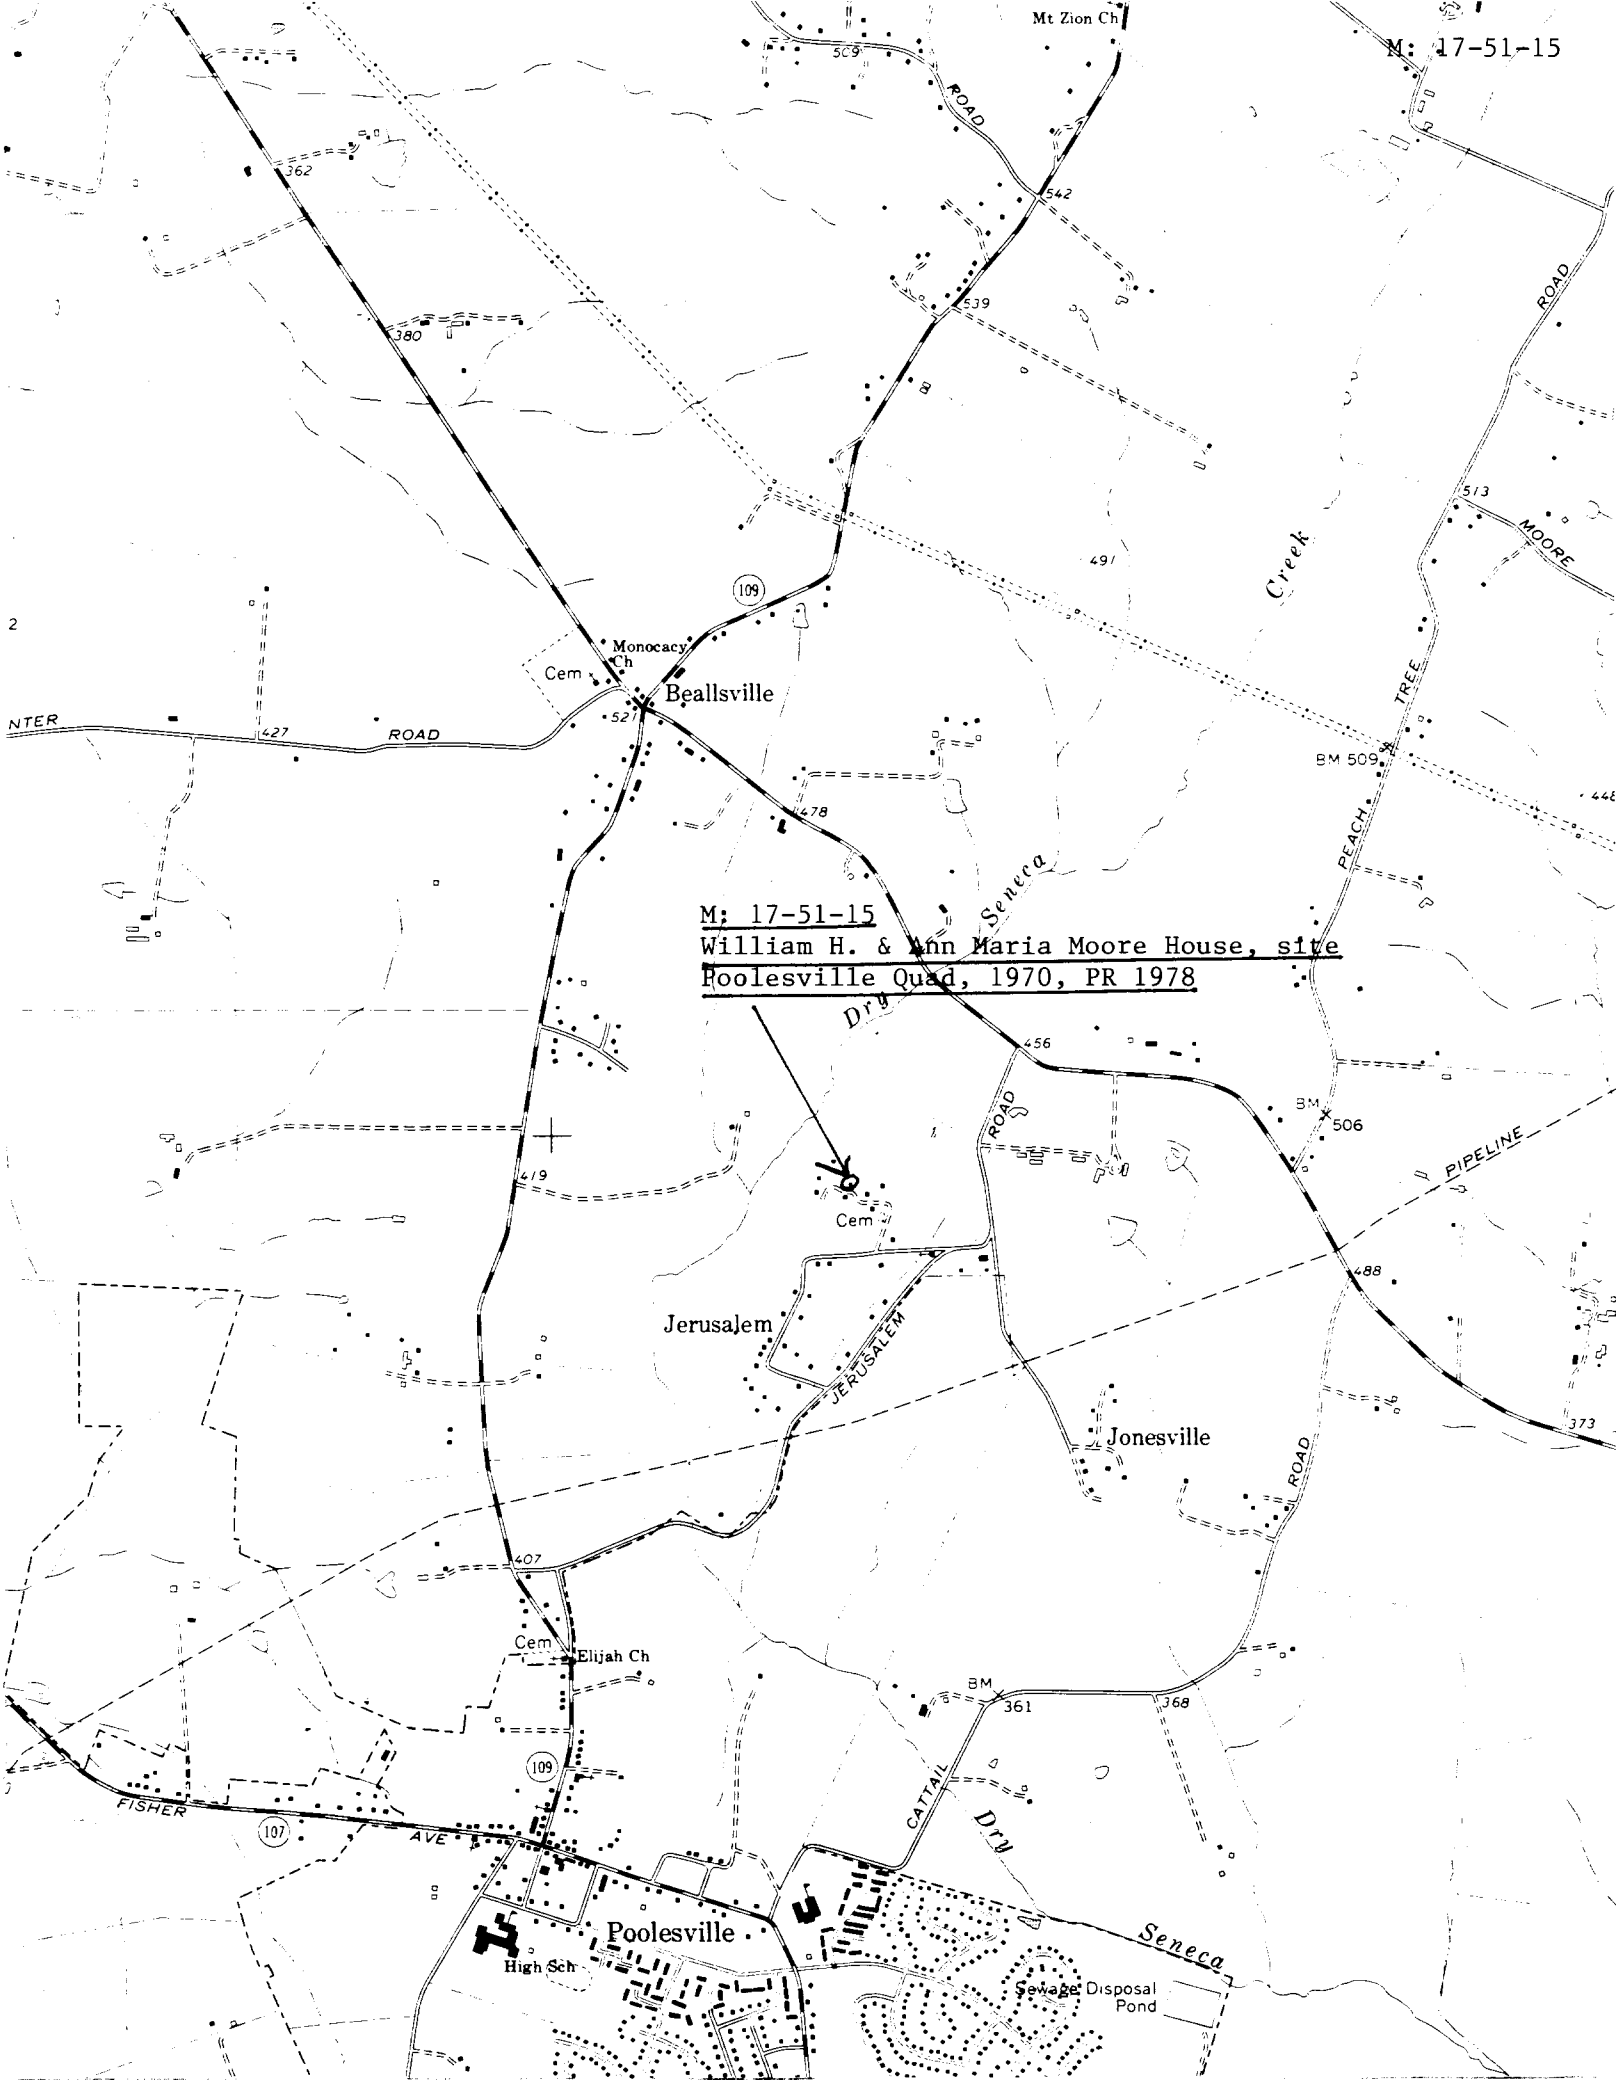 Mt Zion Ch
M: 17-51-15
509
ROAD
362
542
ROAD
539
380
513
MOORE
491
Creek
109
2
Monocacy
Ch
Cem
Beallsville
521
TREE
NTER
427
ROAD
BM 509
448
478
PEACH
Seneca
M: 17-51-15
William H. & Ann Maria Moore House, site
Poolesville Quad, 1970, PR 1978
Dry
456
ROAD
BM
506
PIPELINE
419
Cem
488
Jerusalem
JERUSALEM
373
Jonesville
ROAD
407
Cem
Elijah Ch
BM
361
368
109
CATTAIL
FISHER
107
AVE
Dry
Poolesville
Seneca
High Sch
Sewage Disposal
Pond